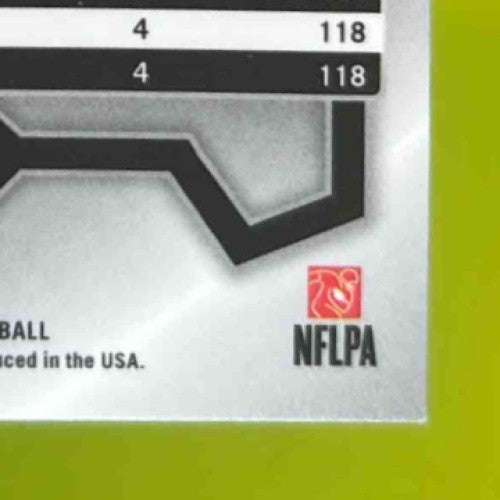 4 118
4 118
BALL
uced in the USA.
NFLPA